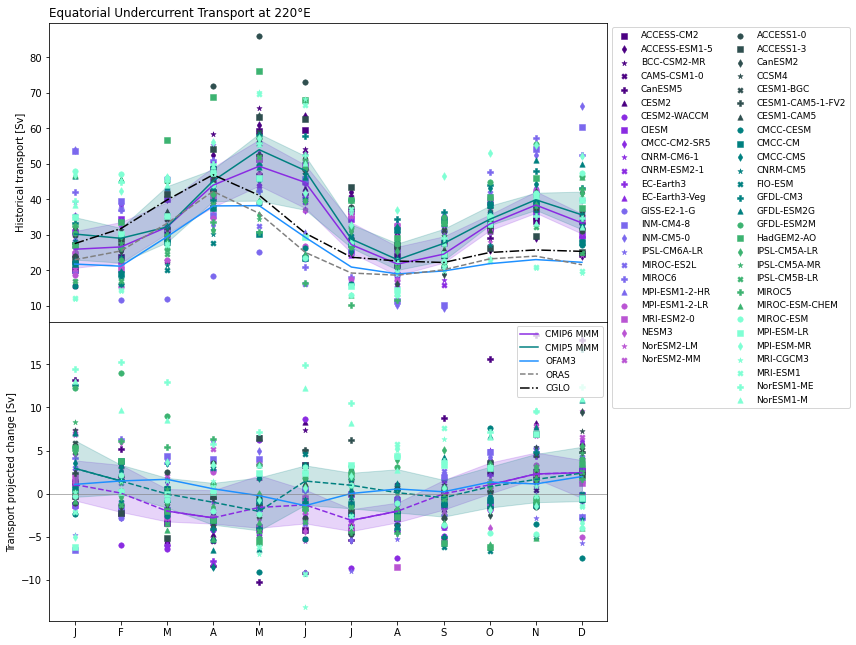 Equatorial Undercurrent Transport at 220°E
Historical transport [Sv]
80
70
60
50
40
30
20
10
Transport projected change [Sv]
15
10
5
0
−5
−10
J F M A M J J A S O N D
CMIP6 MMM
CMIP5 MMM
OFAM3
ORAS
CGLO
ACCESS-CM2
ACCESS-ESM1-5
BCC-CSM2-MR
CAMS-CSM1-0
CanESM5
CESM2
CESM2-WACCM
CIESM
CMCC-CM2-SR5
CNRM-CM6-1
CNRM-ESM2-1
EC-Earth3
EC-Earth3-Veg
GISS-E2-1-G
INM-CM4-8
INM-CM5-0
IPSL-CM6A-LR
MIROC-ES2L
MIROC6
MPI-ESM1-2-HR
MPI-ESM1-2-LR
MRI-ESM2-0
NESM3
NorESM2-LM
NorESM2-MM
ACCESS1-0
ACCESS1-3
CanESM2
CCSM4
CESM1-BGC
CESM1-CAM5-1-FV2
CESM1-CAM5
CMCC-CESM
CMCC-CM
CMCC-CMS
CNRM-CM5
FIO-ESM
GFDL-CM3
GFDL-ESM2G
GFDL-ESM2M
HadGEM2-AO
IPSL-CM5A-LR
IPSL-CM5A-MR
IPSL-CM5B-LR
MIROC5
MIROC-ESM-CHEM
MIROC-ESM
MPI-ESM-LR
MPI-ESM-MR
MRI-CGCM3
MRI-ESM1
NorESM1-ME
NorESM1-M